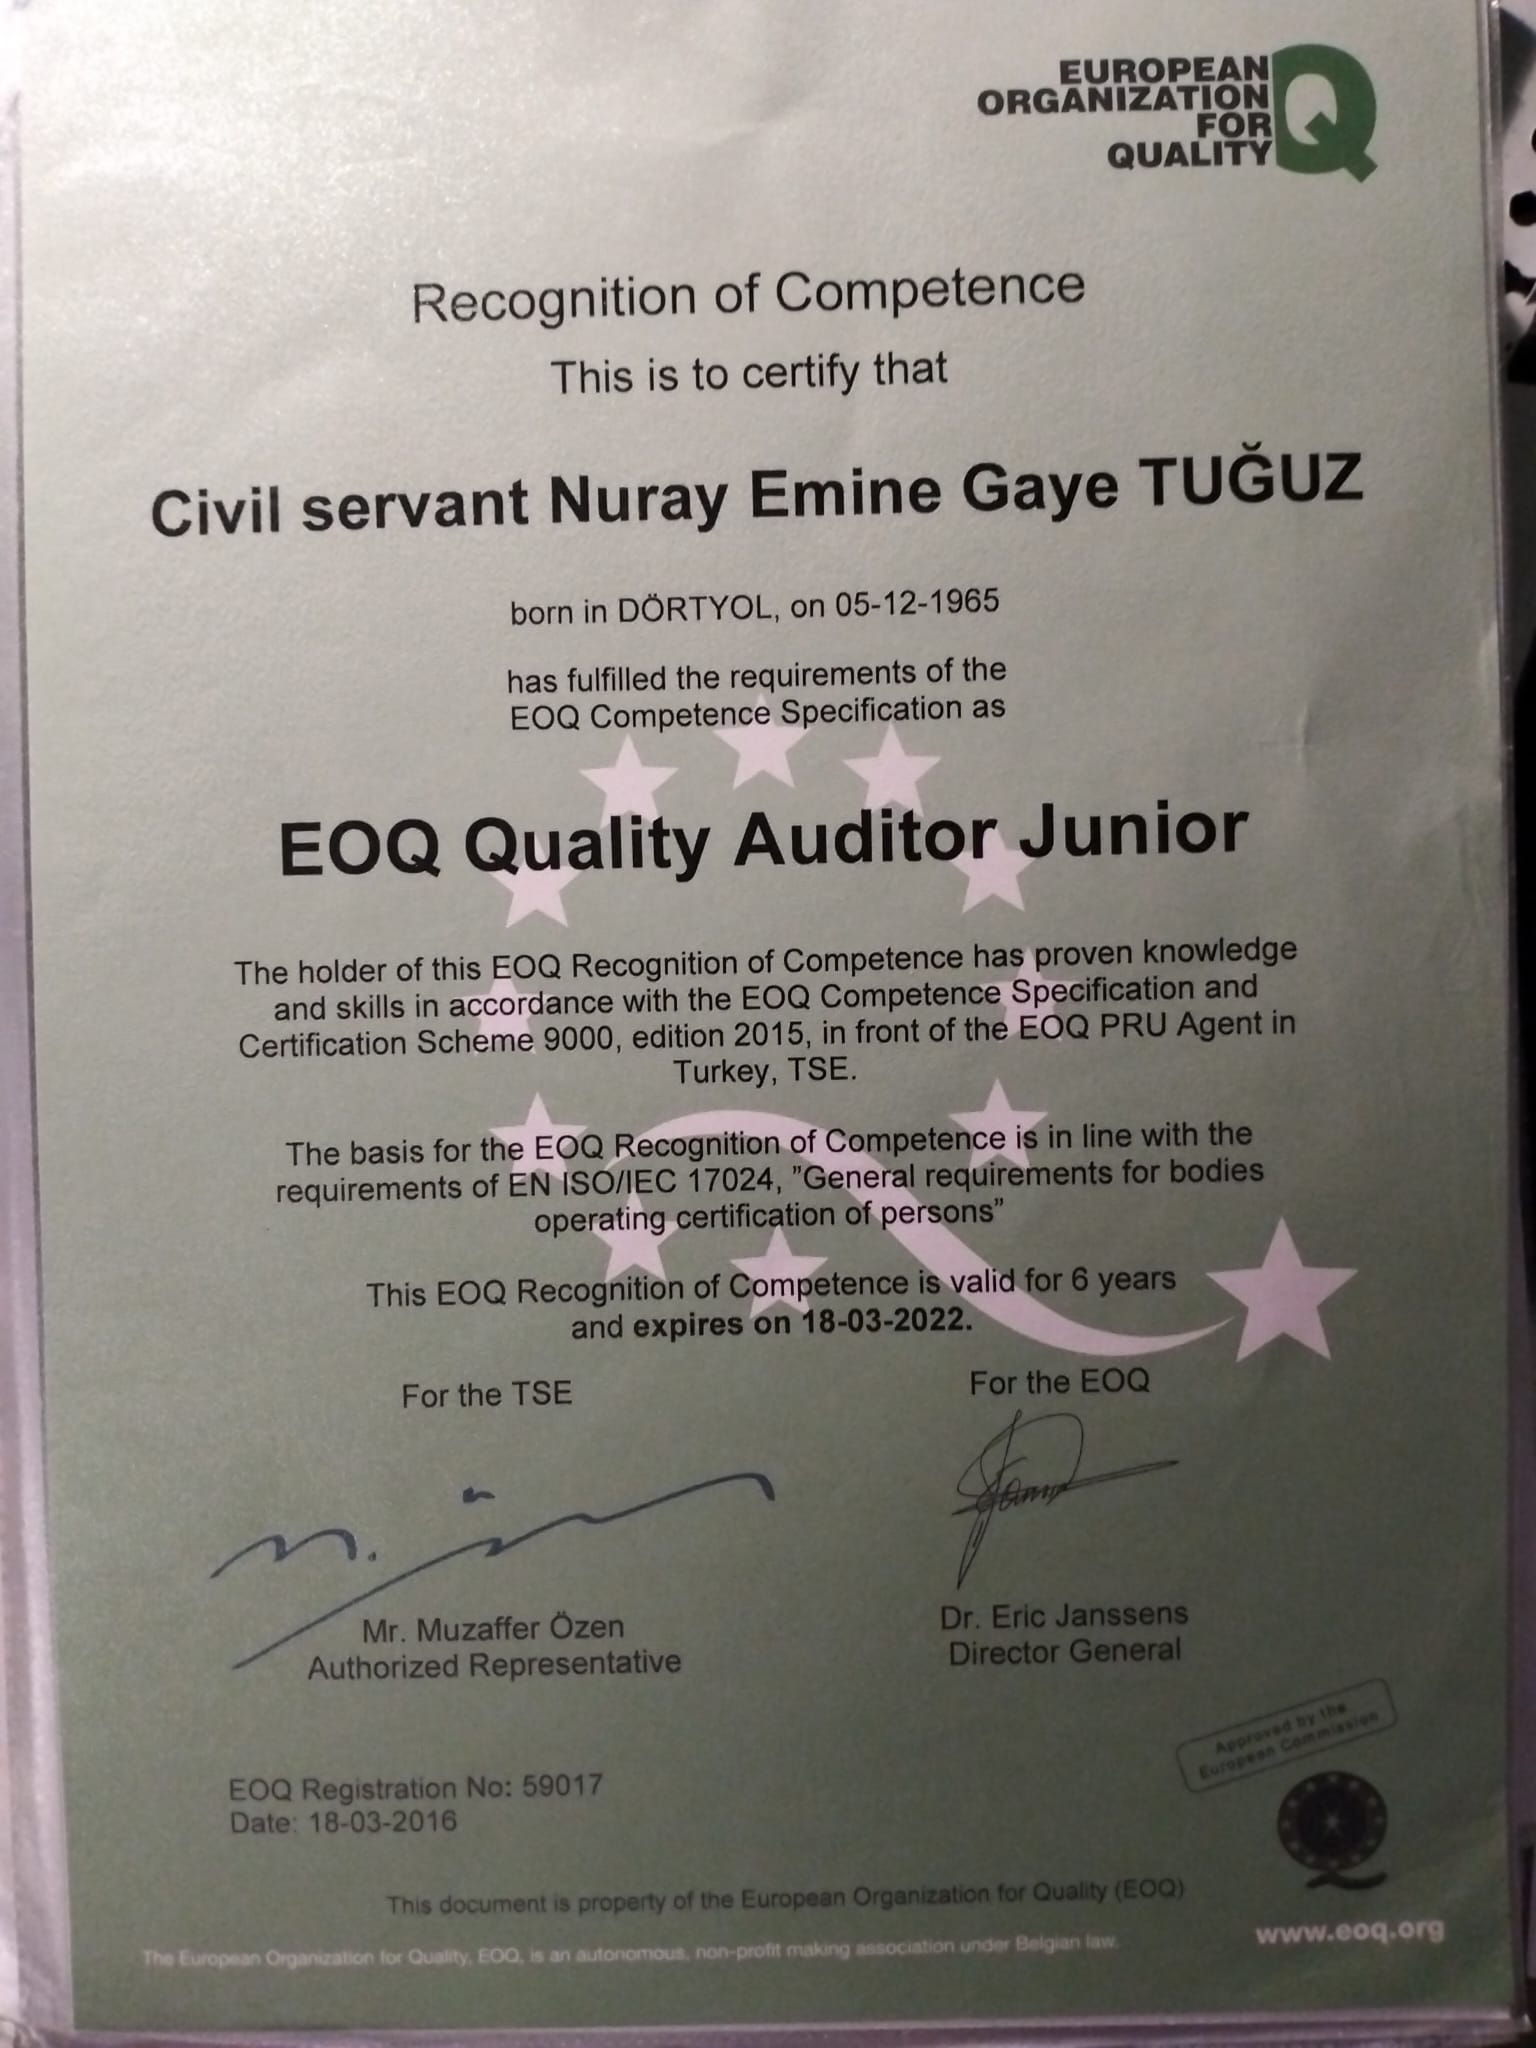 EUROPEAN
ORGANIZATION
FOR
QUALITY
Recognition of Competence
This is to certify that
Civil servant Nuray Emine Gaye TUĞUZ
born in DÖRTYOL, on 05-12-1965
has fulfilled the requirements of the
EOQ Competence Specification as
EOQ Quality Auditor Junior
The holder of this EOQ Recognition of Competence has proven knowledge
and skills in accordance with the EOQ Competence Specification and
Certification Scheme 9000, edition 2015, in front of the EOQ PRU Agent in
Turkey, TSE.
The basis for the EOQ Recognition of Competence is in line with the
requirements of EN ISO/IEC 17024, ”General requirements for bodies
operating certification of persons”
This EOQ Recognition of Competence is valid for 6 years
and expires on 18-03-2022.
For the TSE
For the EOQ
Mr. Muzaffer Özen
Authorized Representative
Dr. Eric Janssens
Director General
Approved by the
European Commission
EOQ Registration No: 59017
Date: 18-03-2016
This document is property of the European Organization for Quality (EOQ)
www.eoq.org
The European Organization for Quality, EOQ, is an autonomous, non-profit making association under Belgian law.